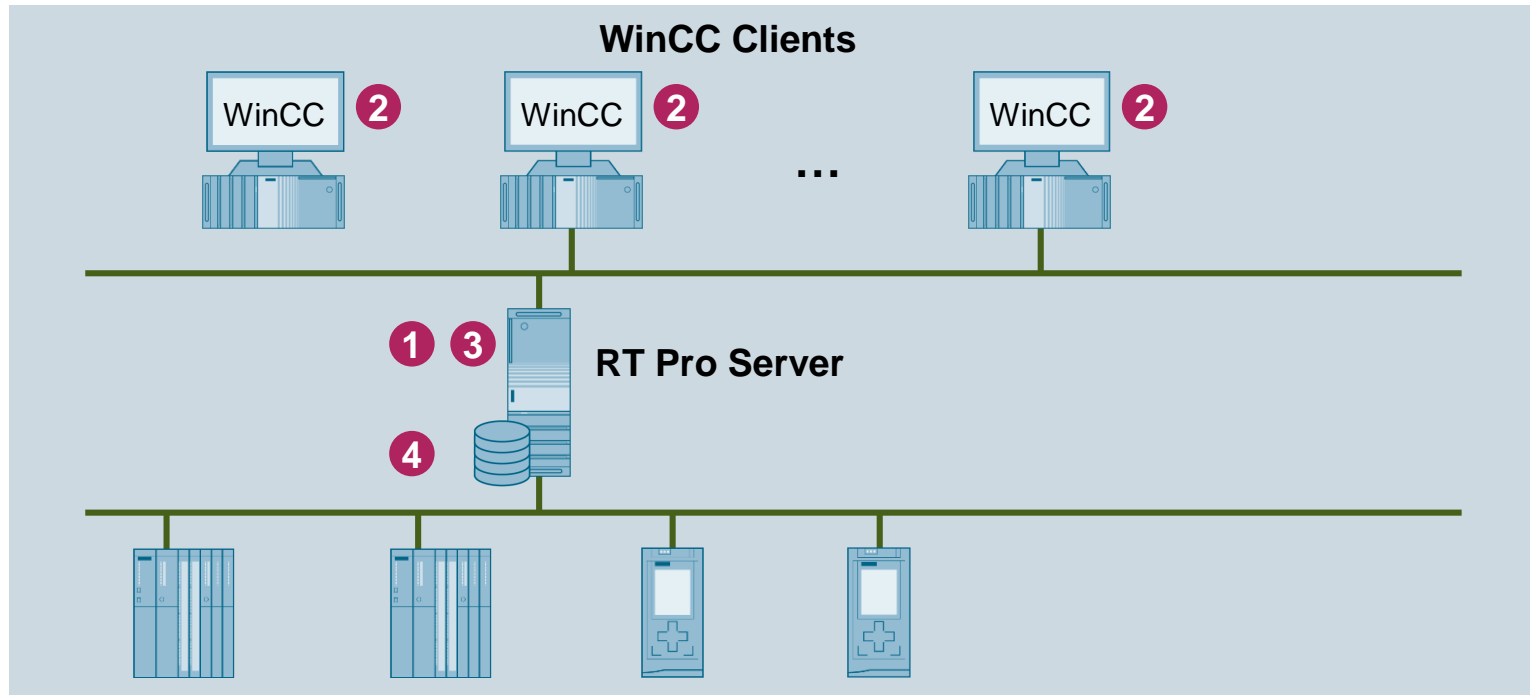 WinCC Clients
WinCC 2 WinCC 2 WinCC 2
...
1 3 RT Pro Server
4